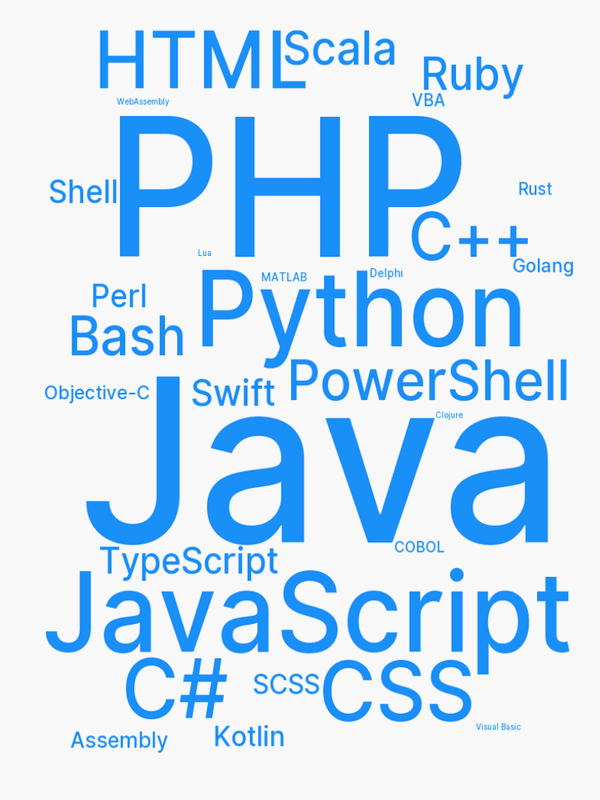 HTML
Scala
Ruby
WebAssembly
VBA
PHP
Shell
Rust
C++
Lua
Golang
MATLAB
Delphi
Perl
Python
Bash
PowerShell
Objective-C
Swift
Clojure
Java
COBOL
TypeScript
JavaScript
C#
SCSS
CSS
Visual Basic
Assembly
Kotlin